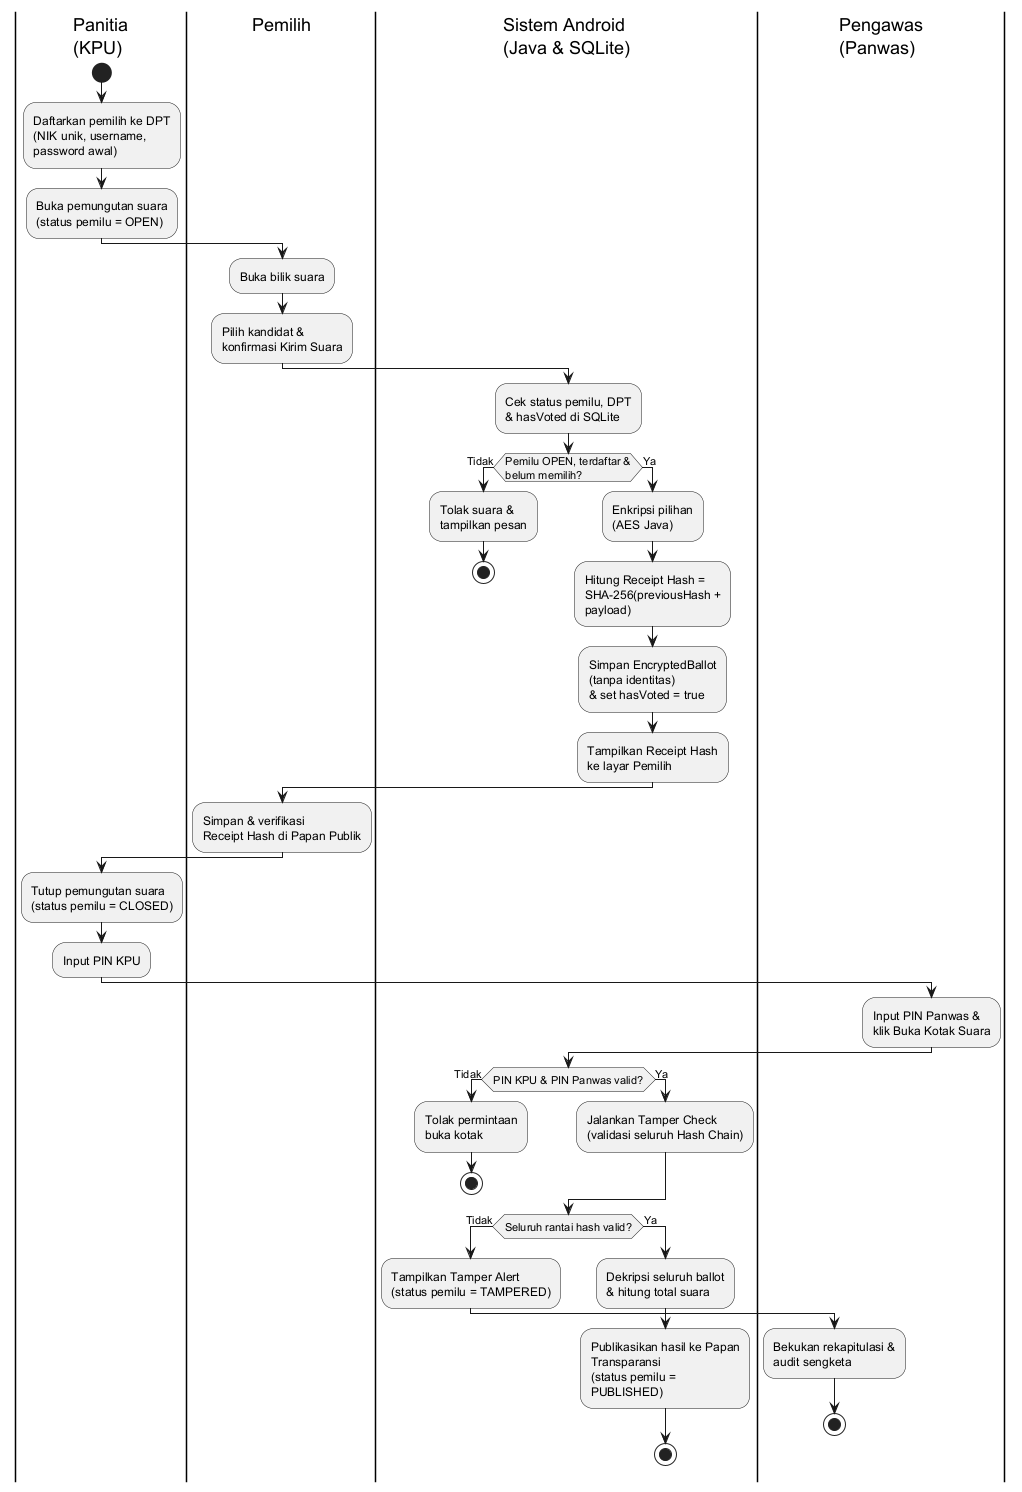 Panitia
(KPU)
Pemilih
Sistem Android
(Java & SQLite)
Pengawas
(Panwas)
Daftarkan pemilih ke DPT
(NIK unik, username,
password awal)
Buka pemungutan suara
(status pemilu = OPEN)
Buka bilik suara
Pilih kandidat &
konfirmasi Kirim Suara
Cek status pemilu, DPT
& hasVoted di SQLite
Tidak
Pemilu OPEN, terdaftar &
belum memilih?
Ya
Tolak suara &
tampilkan pesan
Enkripsi pilihan
(AES Java)
Hitung Receipt Hash =
SHA-256(previousHash +
payload)
Simpan EncryptedBallot
(tanpa identitas)
& set hasVoted = true
Tampilkan Receipt Hash
ke layar Pemilih
Simpan & verifikasi
Receipt Hash di Papan Publik
Tutup pemungutan suara
(status pemilu = CLOSED)
Input PIN KPU
Input PIN Panwas &
klik Buka Kotak Suara
Tidak
PIN KPU & PIN Panwas valid?
Ya
Tolak permintaan
buka kotak
Jalankan Tamper Check
(validasi seluruh Hash Chain)
Tidak
Seluruh rantai hash valid?
Ya
Tampilkan Tamper Alert
(status pemilu = TAMPERED)
Dekripsi seluruh ballot
& hitung total suara
Publikasikan hasil ke Papan
Transparansi
(status pemilu =
PUBLISHED)
Bekukan rekapitulasi &
audit sengketa